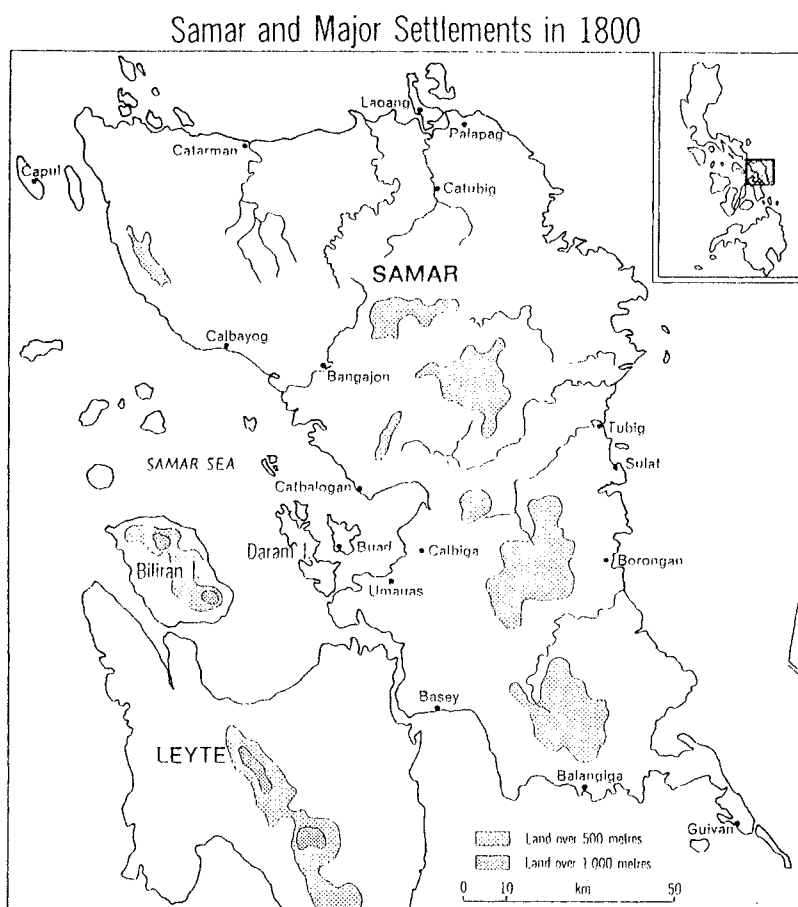 Samar and Major Settlements in 1800
Laoang
Palapag
Catarman
Capul
Catubig
SAMAR
Calbayog
Bangajon
Tubig
SAMAR SEA
Sulat
Catbalogan
Daram I.
Buad
Calbiga
Borongan
Biliran I.
Umauas
Basey
LEYTE
Balangiga
Guivan
Land over 500 metres
Land over 1000 metres
0 10 km 50